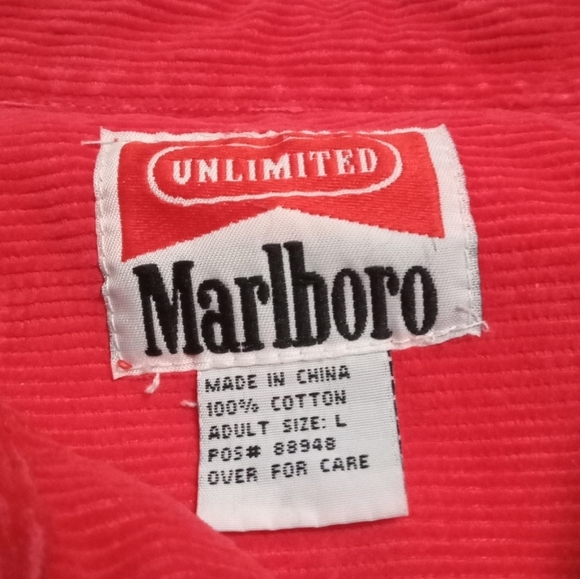 UNLIMITED
Marlboro
MADE IN CHINA
100% COTTON
ADULT SIZE: L
POS# 88948
OVER FOR CARE